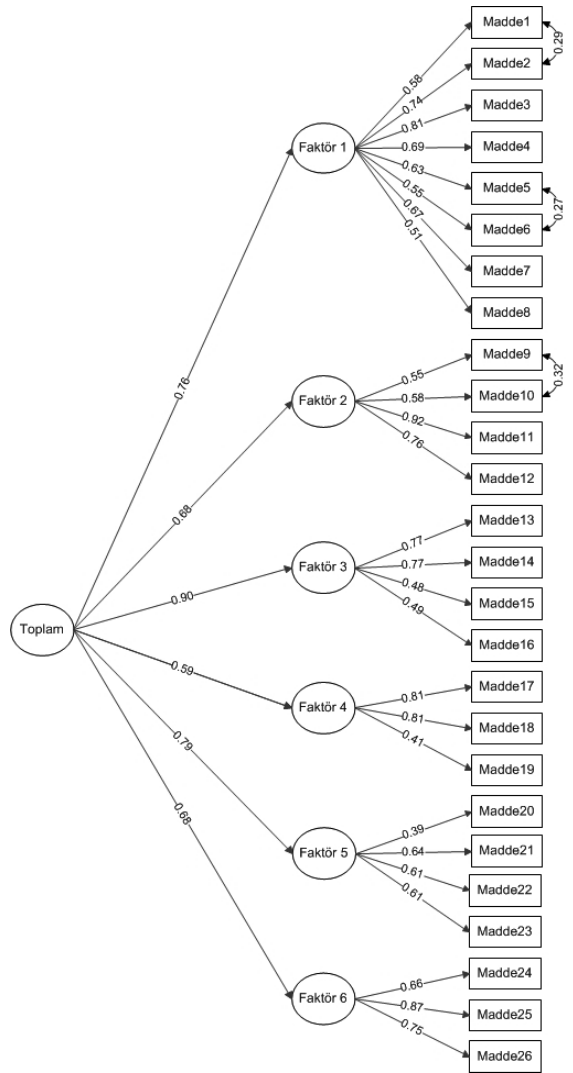 Madde1
0.29
0.58
Madde2
0.74
Madde3
0.81
Faktör 1
0.69
Madde4
0.63
Madde5
0.27
0.55
Madde6
0.67
Madde7
0.51
Madde8
0.76
Madde9
0.32
0.55
Faktör 2
0.58
Madde10
0.92
Madde11
0.76
Madde12
0.68
Madde13
0.77
Faktör 3
0.77
Madde14
0.48
Madde15
0.90
0.49
Madde16
Toplam
0.59
Madde17
0.81
Faktör 4
0.81
Madde18
0.41
Madde19
0.79
Madde20
0.39
Faktör 5
0.64
Madde21
0.61
Madde22
0.61
Madde23
0.68
Madde24
0.66
Faktör 6
0.87
Madde25
0.75
Madde26